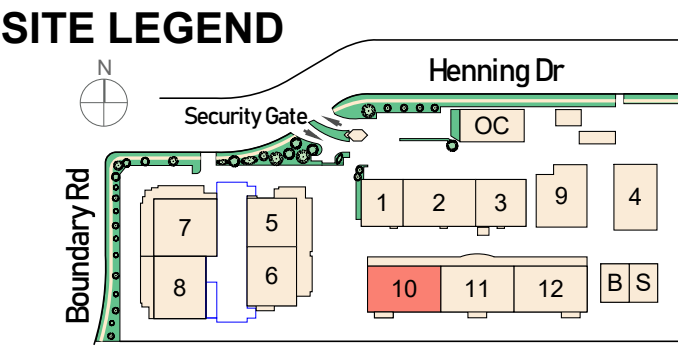 SITE LEGEND
N
Henning Dr
Security Gate
OC
Boundary Rd
1 2 3 9 4
7 5
8 6
10 11 12 B S